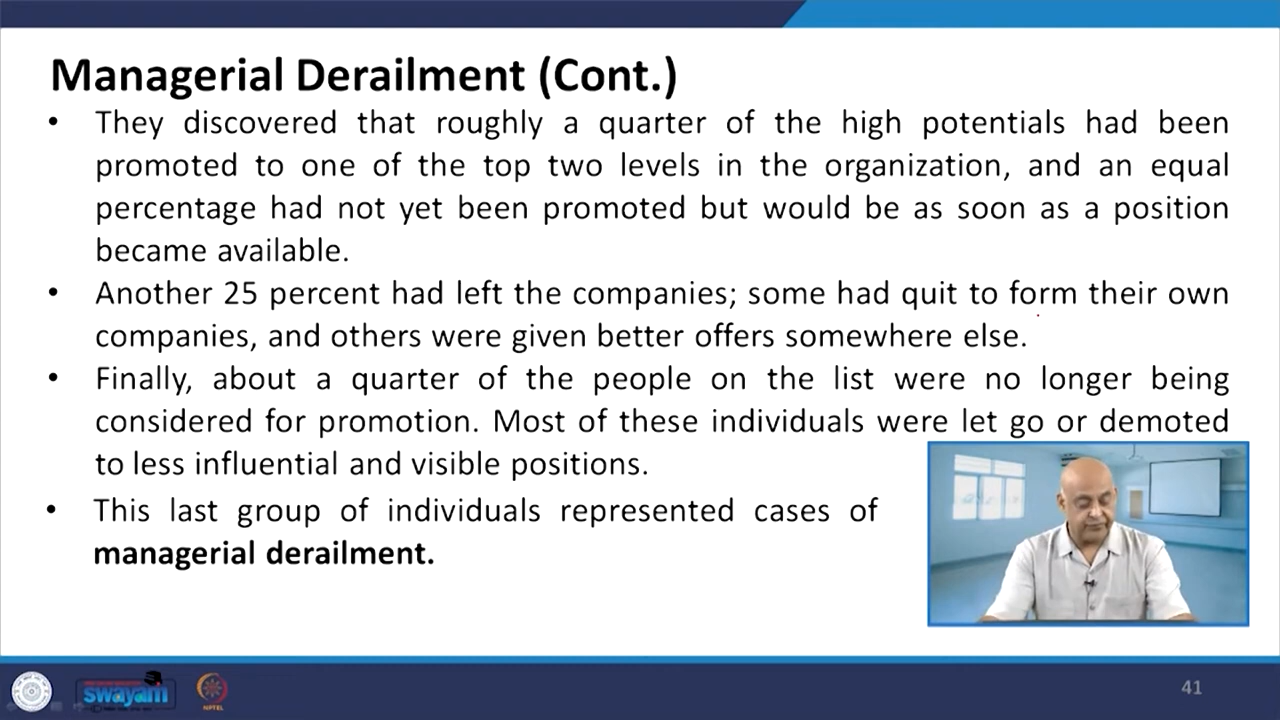 Managerial Derailment (Cont.)
• They discovered that roughly a quarter of the high potentials had been
promoted to one of the top two levels in the organization, and an equal
percentage had not yet been promoted but would be as soon as a position
became available.
• Another 25 percent had left the companies; some had quit to form their own
companies, and others were given better offers somewhere else.
• Finally, about a quarter of the people on the list were no longer being
considered for promotion. Most of these individuals were let go or demoted
to less influential and visible positions.
• This last group of individuals represented cases of
managerial derailment.
swayam
NPTEL
41